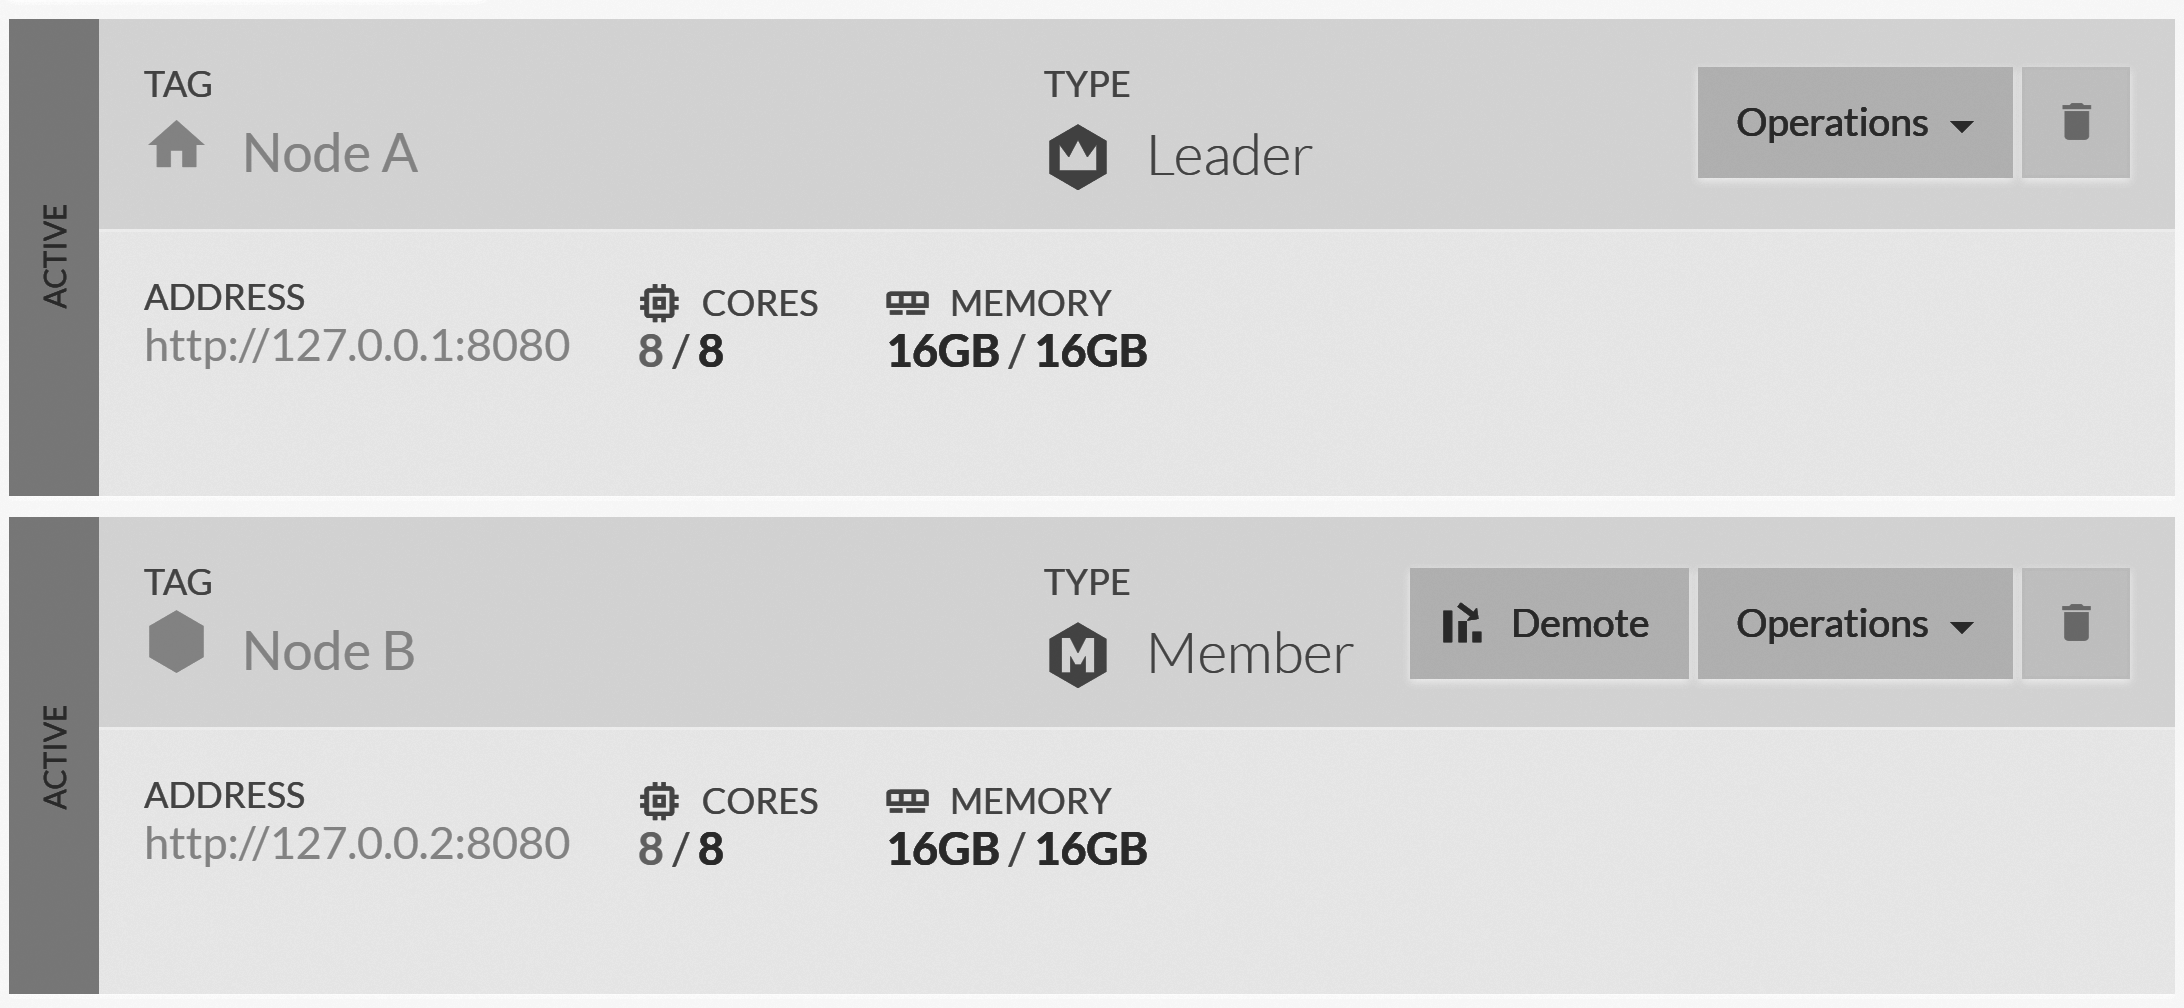 ACTIVE
TAG
Node A
TYPE
Leader
Operations
ADDRESS
http://127.0.0.1:8080
CORES
8 / 8
MEMORY
16GB / 16GB
ACTIVE
TAG
Node B
TYPE
M Member
Demote
Operations
ADDRESS
http://127.0.0.2:8080
CORES
8 / 8
MEMORY
16GB / 16GB